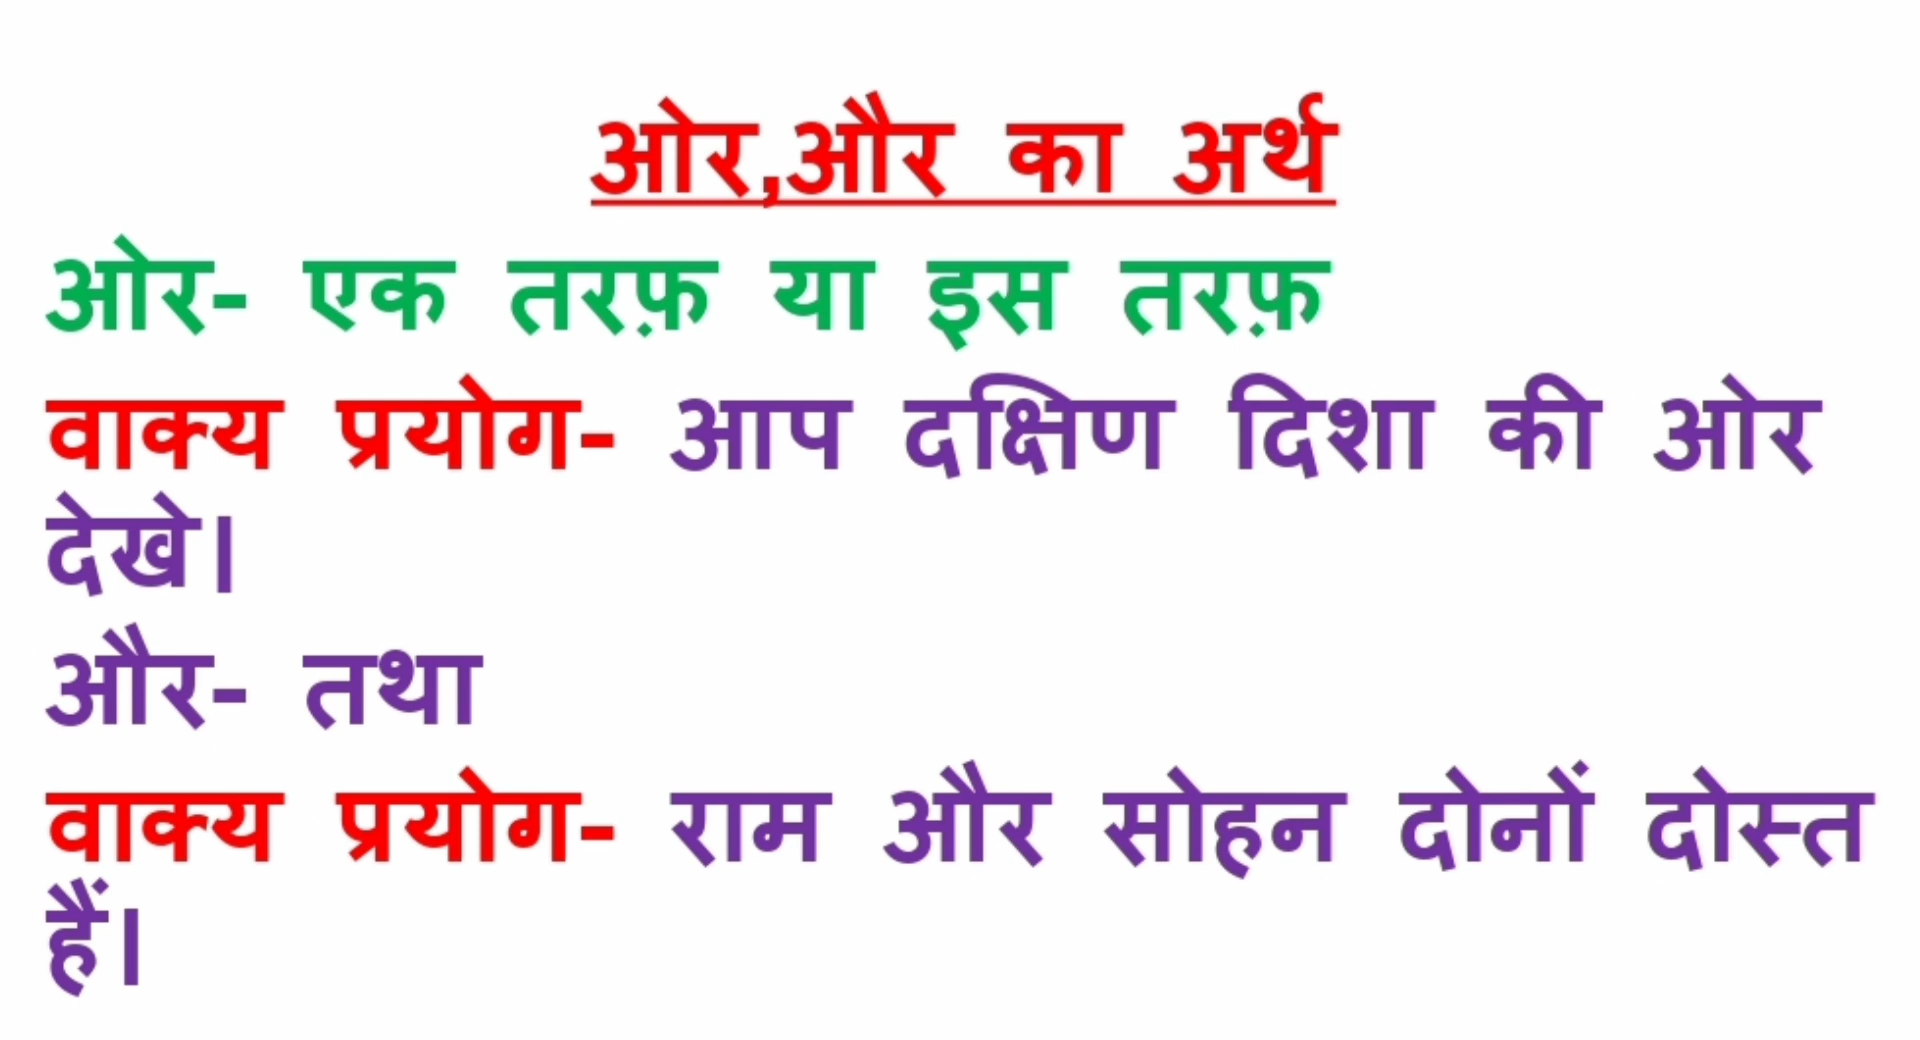 ओर,और का अर्थ
ओर- एक तरफ़ या इस तरफ़
वाक्य प्रयोग- आप दक्षिण दिशा की ओर
देखे।
और- तथा
वाक्य प्रयोग- राम और सोहन दोनों दोस्त
हैं।